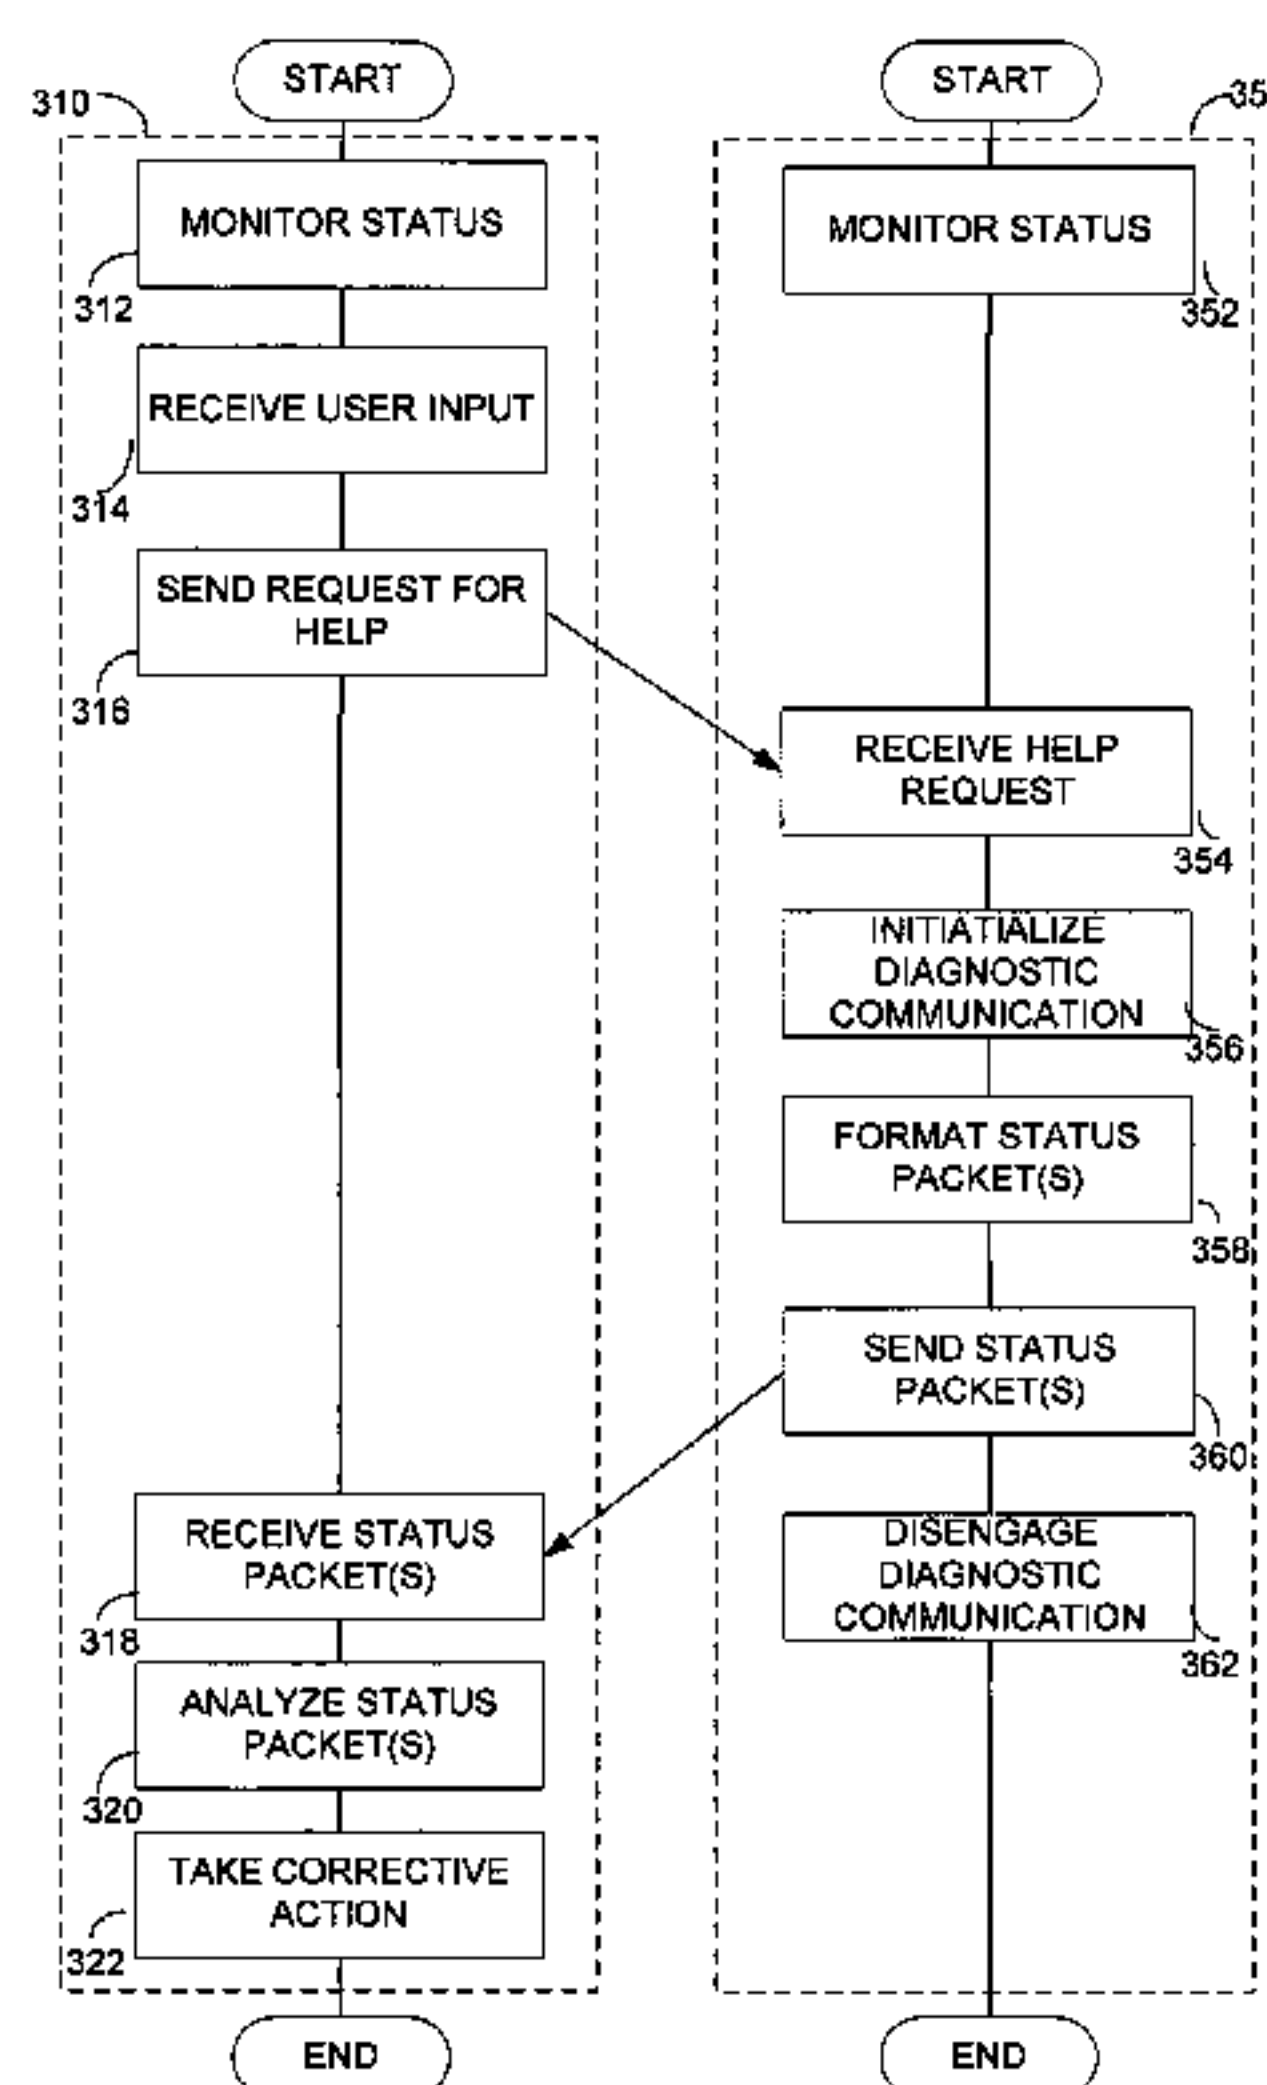 START
310
MONITOR STATUS
312
RECEIVE USER INPUT
314
SEND REQUEST FOR
HELP
316
RECEIVE STATUS
PACKET(S)
318
ANALYZE STATUS
PACKET(S)
320
TAKE CORRECTIVE
ACTION
322
END
START
35
MONITOR STATUS
352
RECEIVE HELP
REQUEST
354
INITIATIALIZE
DIAGNOSTIC
COMMUNICATION
356
FORMAT STATUS
PACKET(S)
358
SEND STATUS
PACKET(S)
360
DISENGAGE
DIAGNOSTIC
COMMUNICATION
362
END